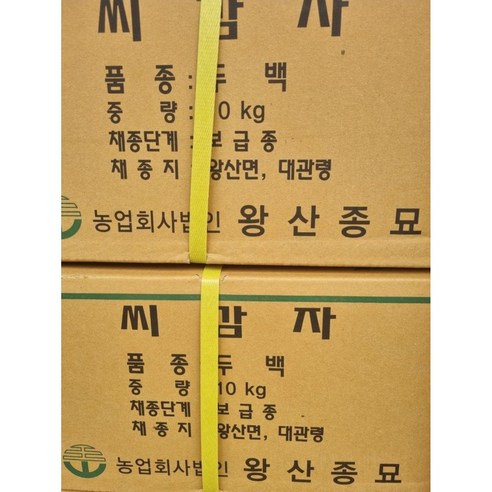 씨 감 자
품 종 : 두 백
중 량 : 10 kg
채종단계 : 보 급 종
채 종 지 : 왕산면, 대관령
농업회사법인 왕 산 종 묘
씨 감 자
품 종 : 두 백
중 량 : 10 kg
채종단계 : 보 급 종
채 종 지 : 왕산면, 대관령
농업회사법인 왕 산 종 묘